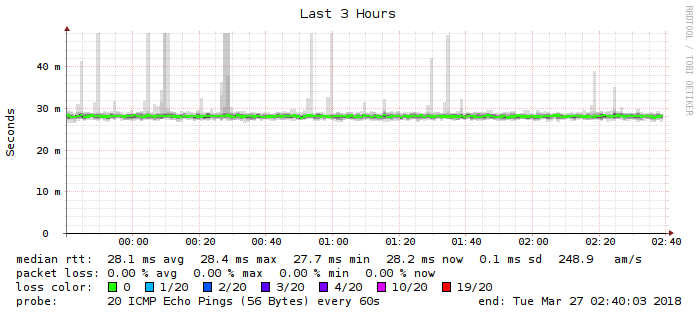 Last 3 Hours
RRDTOOL / TOBI OETIKER
Seconds
40 m
30 m
20 m
10 m
0
00:00 00:20 00:40 01:00 01:20 01:40 02:00 02:20 02:40
median rtt: 28.1 ms avg 28.4 ms max 27.7 ms min 28.2 ms now 0.1 ms sd 248.9 am/s
packet loss: 0.00 % avg 0.00 % max 0.00 % min 0.00 % now
loss color: 0 1/20 2/20 3/20 4/20 10/20 19/20
probe: 20 ICMP Echo Pings (56 Bytes) every 60s end: Tue Mar 27 02:40:03 2018